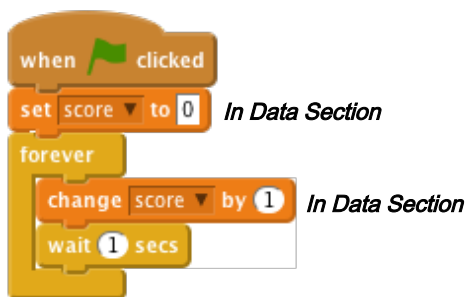 when clicked
set score to 0 In Data Section
forever
change score by 1 In Data Section
wait 1 secs